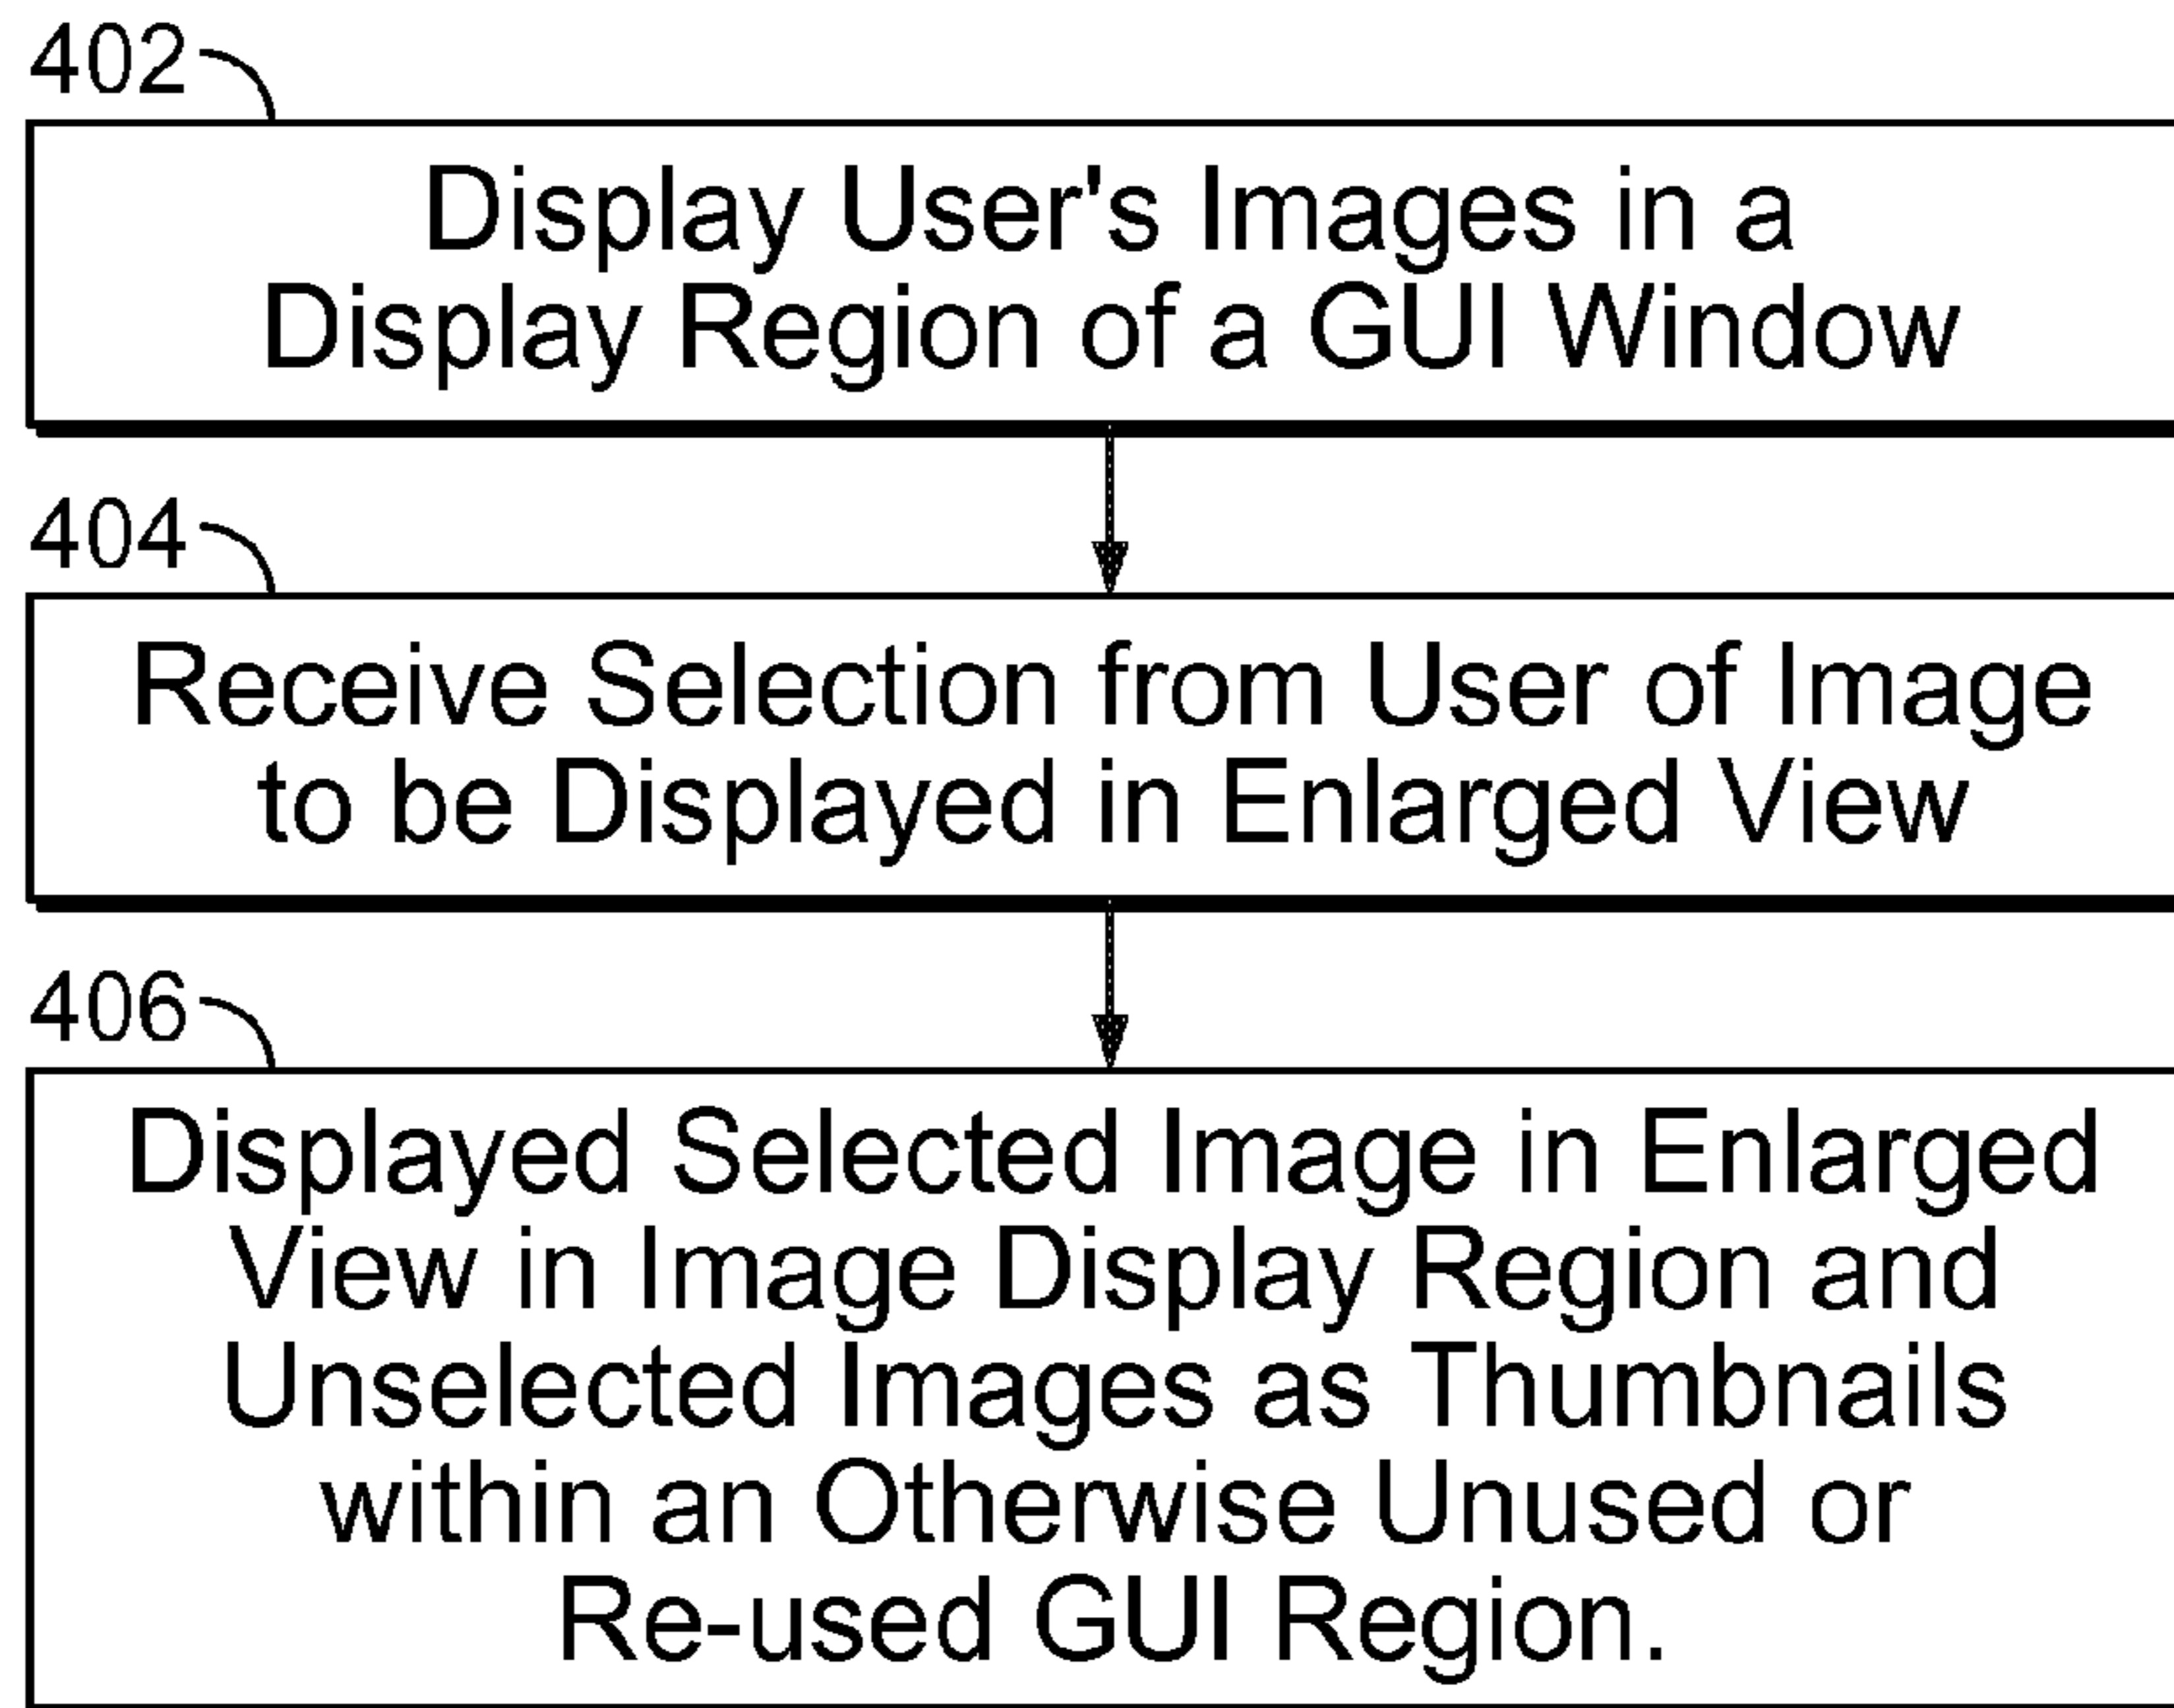 402
Display User's Images in a
Display Region of a GUI Window
404
Receive Selection from User of Image
to be Displayed in Enlarged View
406
Displayed Selected Image in Enlarged
View in Image Display Region and
Unselected Images as Thumbnails
within an Otherwise Unused or
Re-used GUI Region.